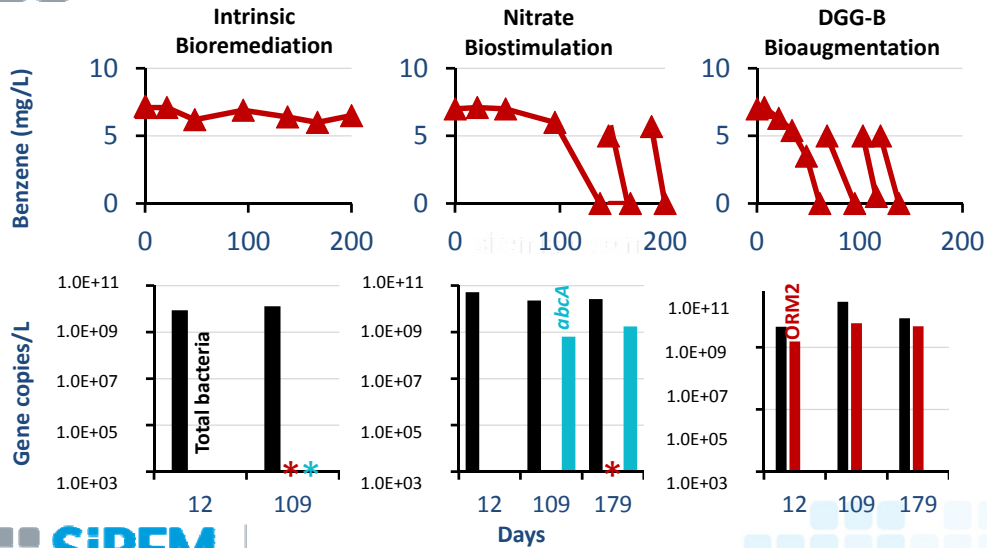 Intrinsic
Bioremediation
Nitrate
Biostimulation
DGG-B
Bioaugmentation
Benzene (mg/L)
10
5
0
0 100 200
10
5
0
0 100 200
10
5
0
0 100 200
Gene copies/L
1.0E+11
1.0E+09
1.0E+07
1.0E+05
1.0E+03
Total bacteria
* *
12 109
1.0E+11
1.0E+09
1.0E+07
1.0E+05
1.0E+03
abcA
*
12 109 179
1.0E+11
1.0E+09
1.0E+07
1.0E+05
1.0E+03
ORM2
12 109 179
Days
SiREM